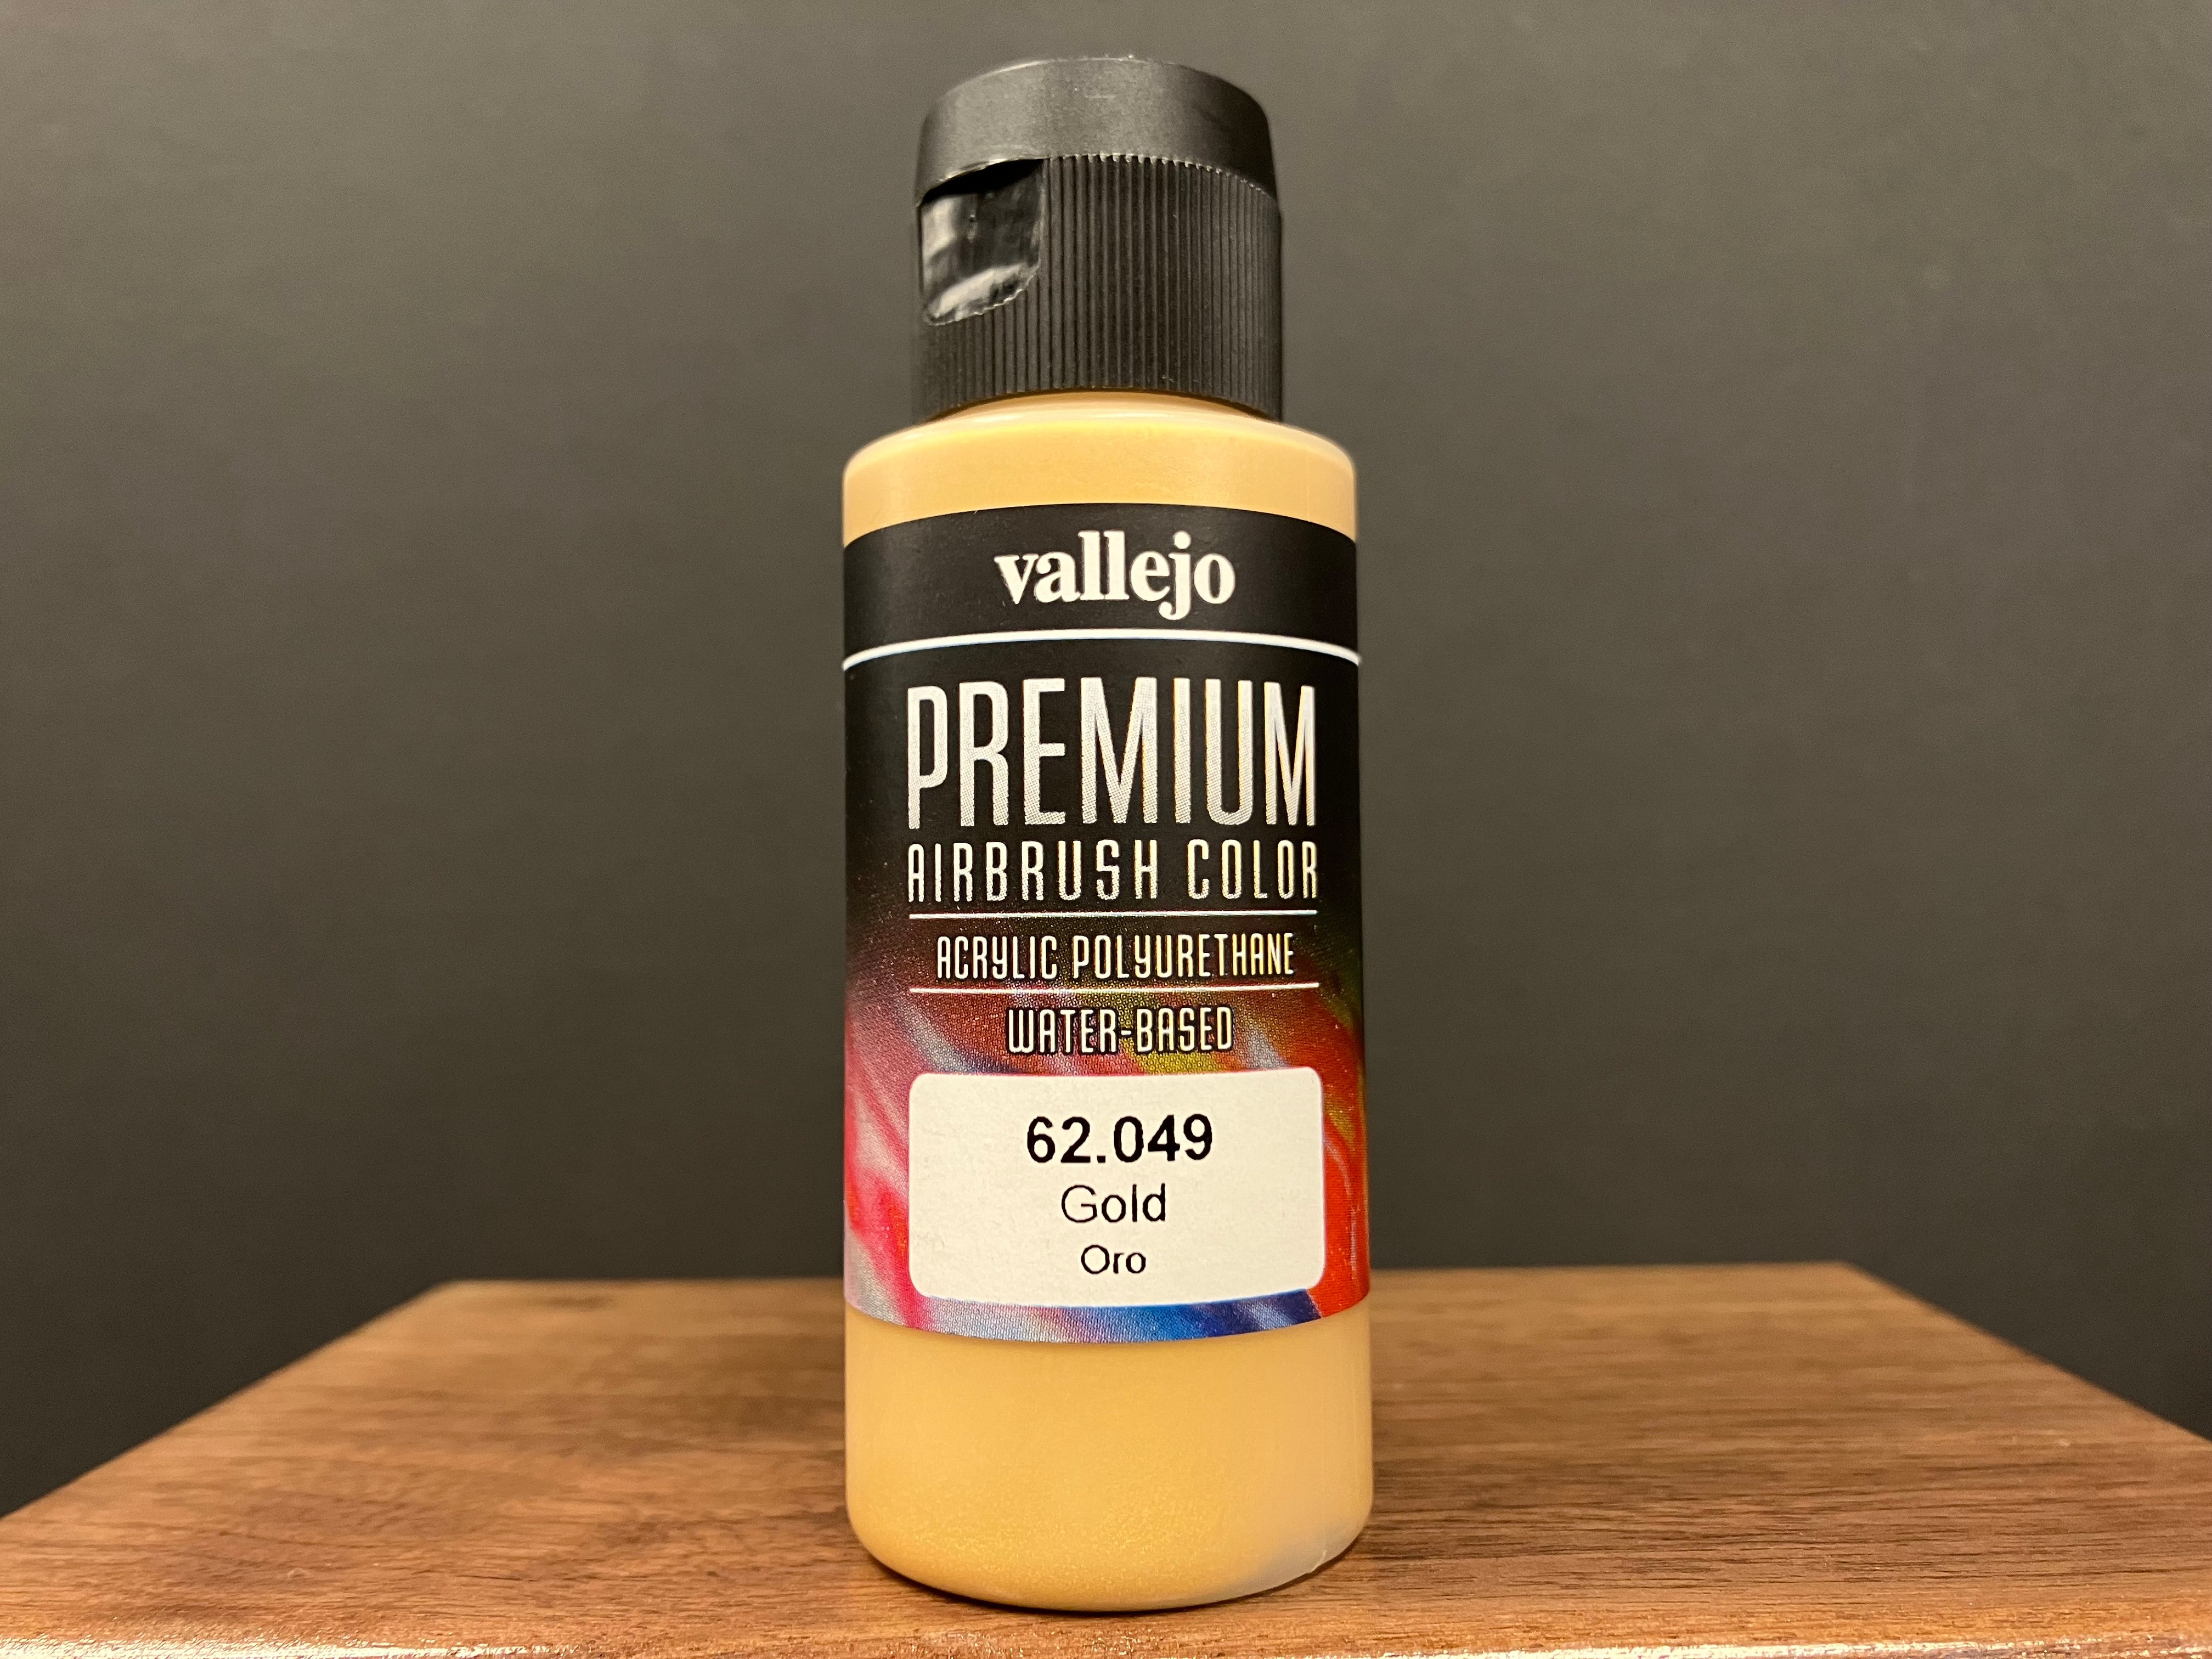 vallejo
PREMIUM
AIRBRUSH COLOR
ACRYLIC POLYURETHANE
WATER-BASED
62.049
Gold
Oro